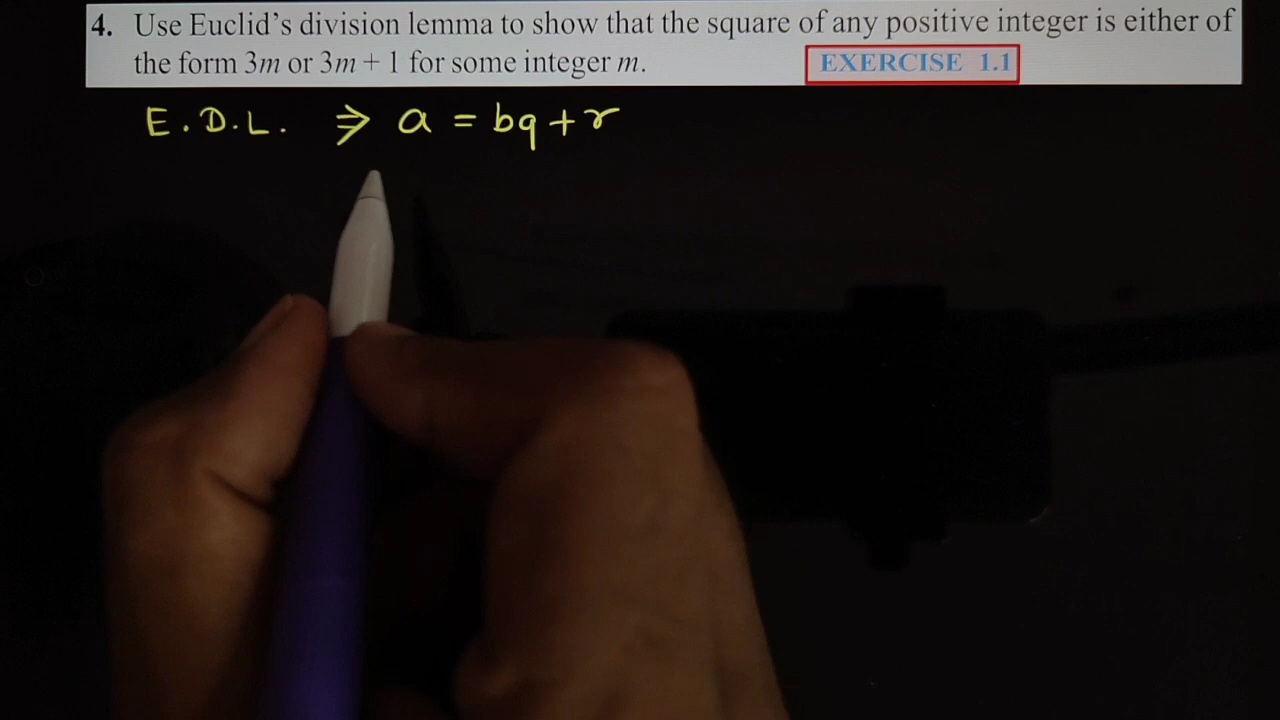 4. Use Euclid's division lemma to show that the square of any positive integer is either of
the form 3m or 3m + 1 for some integer m.
EXERCISE 1.1
E.D.L. ⇒ a = bq + r